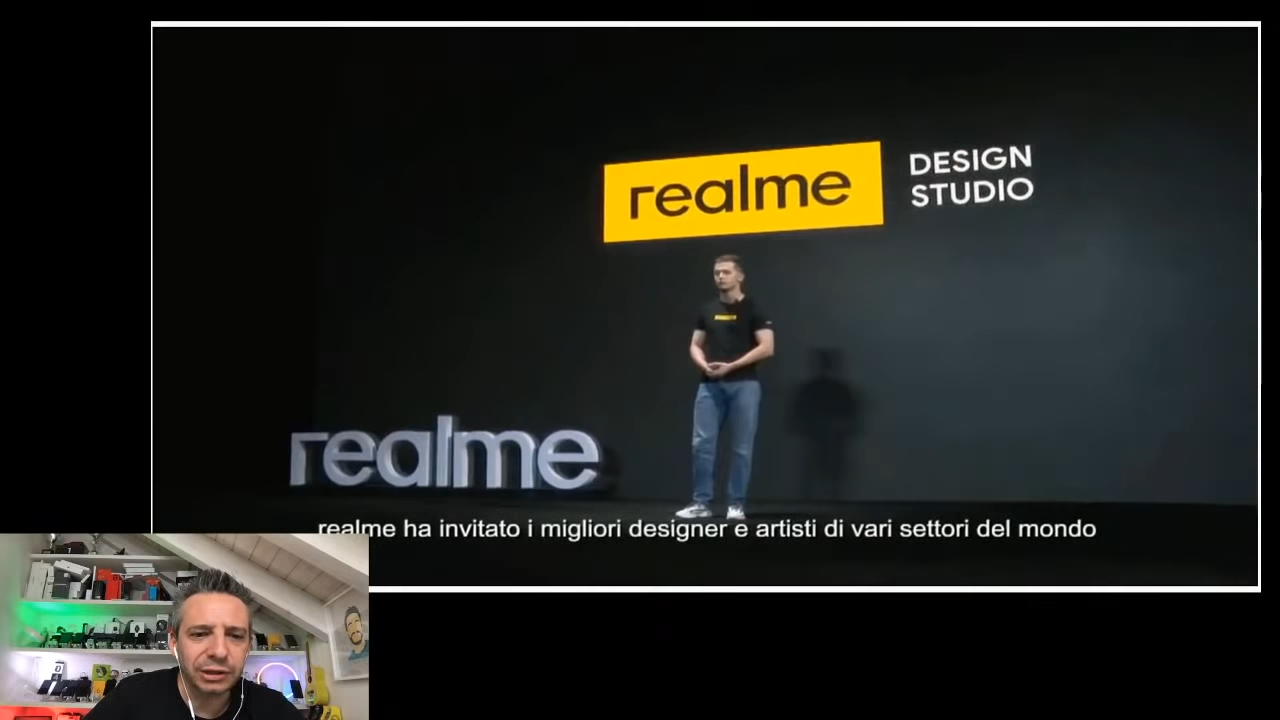 realme
DESIGN
STUDIO
realme
realme ha invitato i migliori designer e artisti di vari settori del mondo